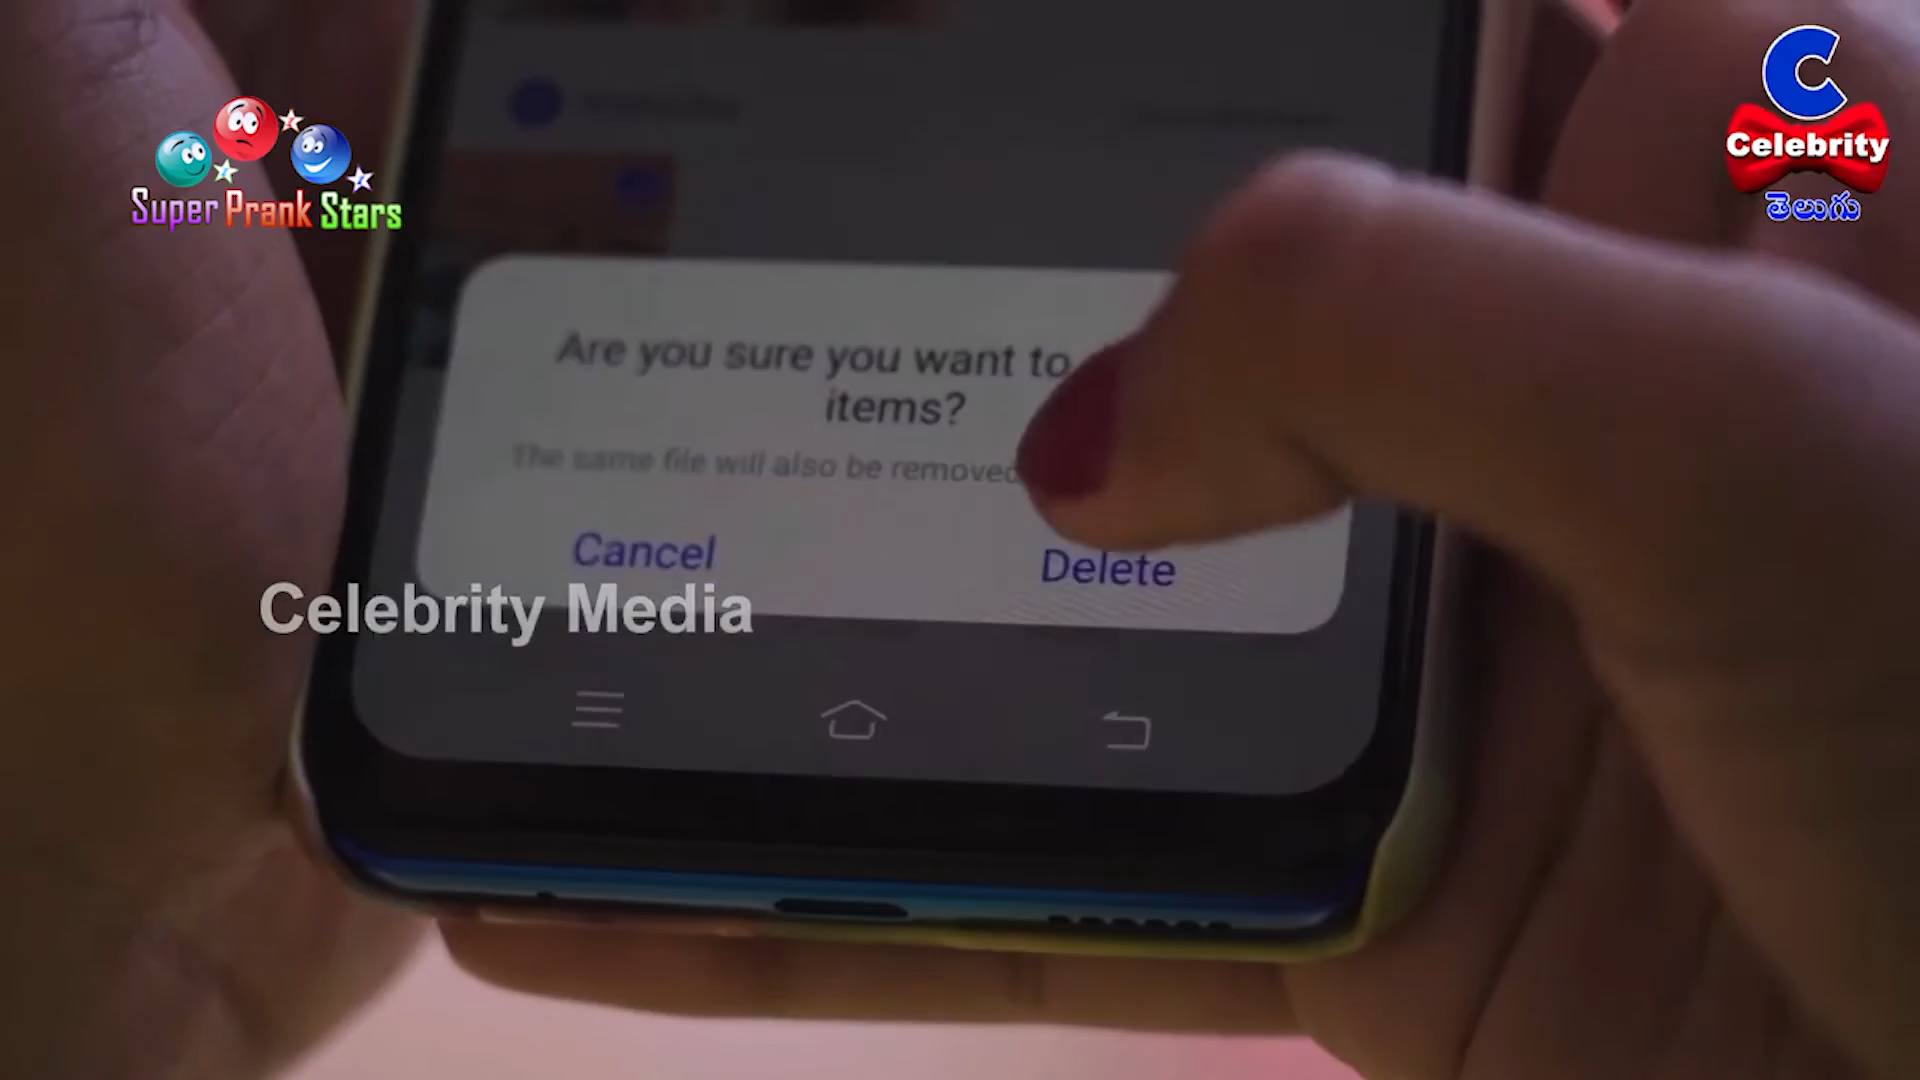 Super Prank Stars
C
Celebrity
తెలుగు
Are you sure you want to
items?
The same file will also be removed
Cancel
Delete
Celebrity Media